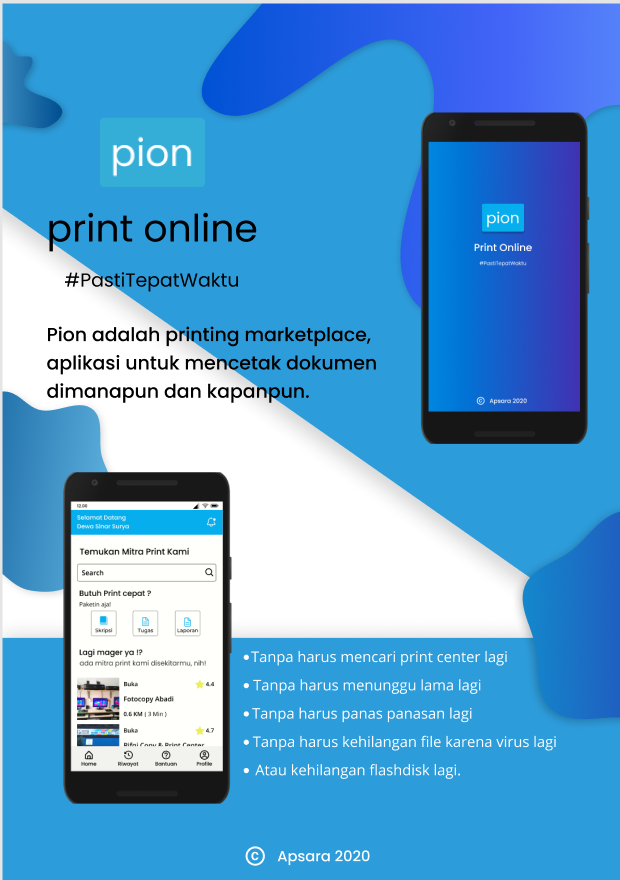 pion
print online
#PastiTepatWaktu
Pion adalah printing marketplace,
aplikasi untuk mencetak dokumen
dimanapun dan kapanpun.
pion
Print Online
#PastiTepatWaktu
© Apsara 2020
12.00
Selamat Datang
Dewa Sinar Surya
Temukan Mitra Print Kami
Search
Butuh Print cepat ?
Paketin aja!
Skripsi Tugas Laporan
Lagi mager ya !?
ada mitra print kami disekitarmu, nih!
Buka 4.4
Fotocopy Abadi
0.6 KM ( 3 Min )
Buka 4.7
Rifqi Copy & Print Center
Home Riwayat Bantuan Profile
• Tanpa harus mencari print center lagi
• Tanpa harus menunggu lama lagi
• Tanpa harus panas panasan lagi
• Tanpa harus kehilangan file karena virus lagi
• Atau kehilangan flashdisk lagi.
© Apsara 2020